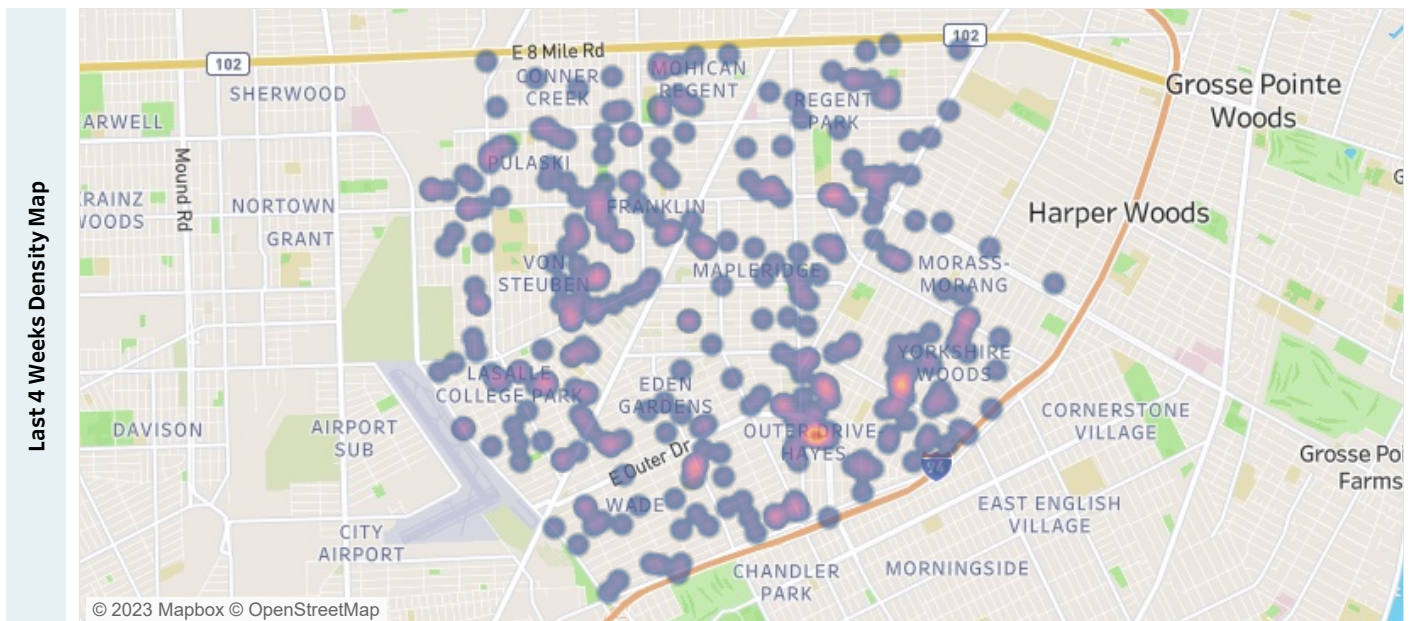 Last 4 Weeks Density Map
E 8 Mile Rd
102
102
MOHICAN
REGENT
CONNER
CREEK
SHERWOOD
REGENT
PARK
Grosse Pointe
Woods
ARWELL
Mound Rd
PULASKI
RAINZ
WOODS
NORTOWN
FRANKLIN
Harper Woods
G
GRANT
VON
STEUBEN
MAPLERIDGE
MORASS-
MORANG
YORKSHIRE
WOODS
LASALLE
COLLEGE PARK
EDEN
GARDENS
CORNERSTONE
VILLAGE
DAVISON
AIRPORT
SUB
OUTER DRIVE-
HAYES
E Outer Dr
94
Grosse Poi
Farms
WADE
EAST ENGLISH
VILLAGE
CITY
AIRPORT
CHANDLER
PARK
MORNINGSIDE
© 2023 Mapbox © OpenStreetMap